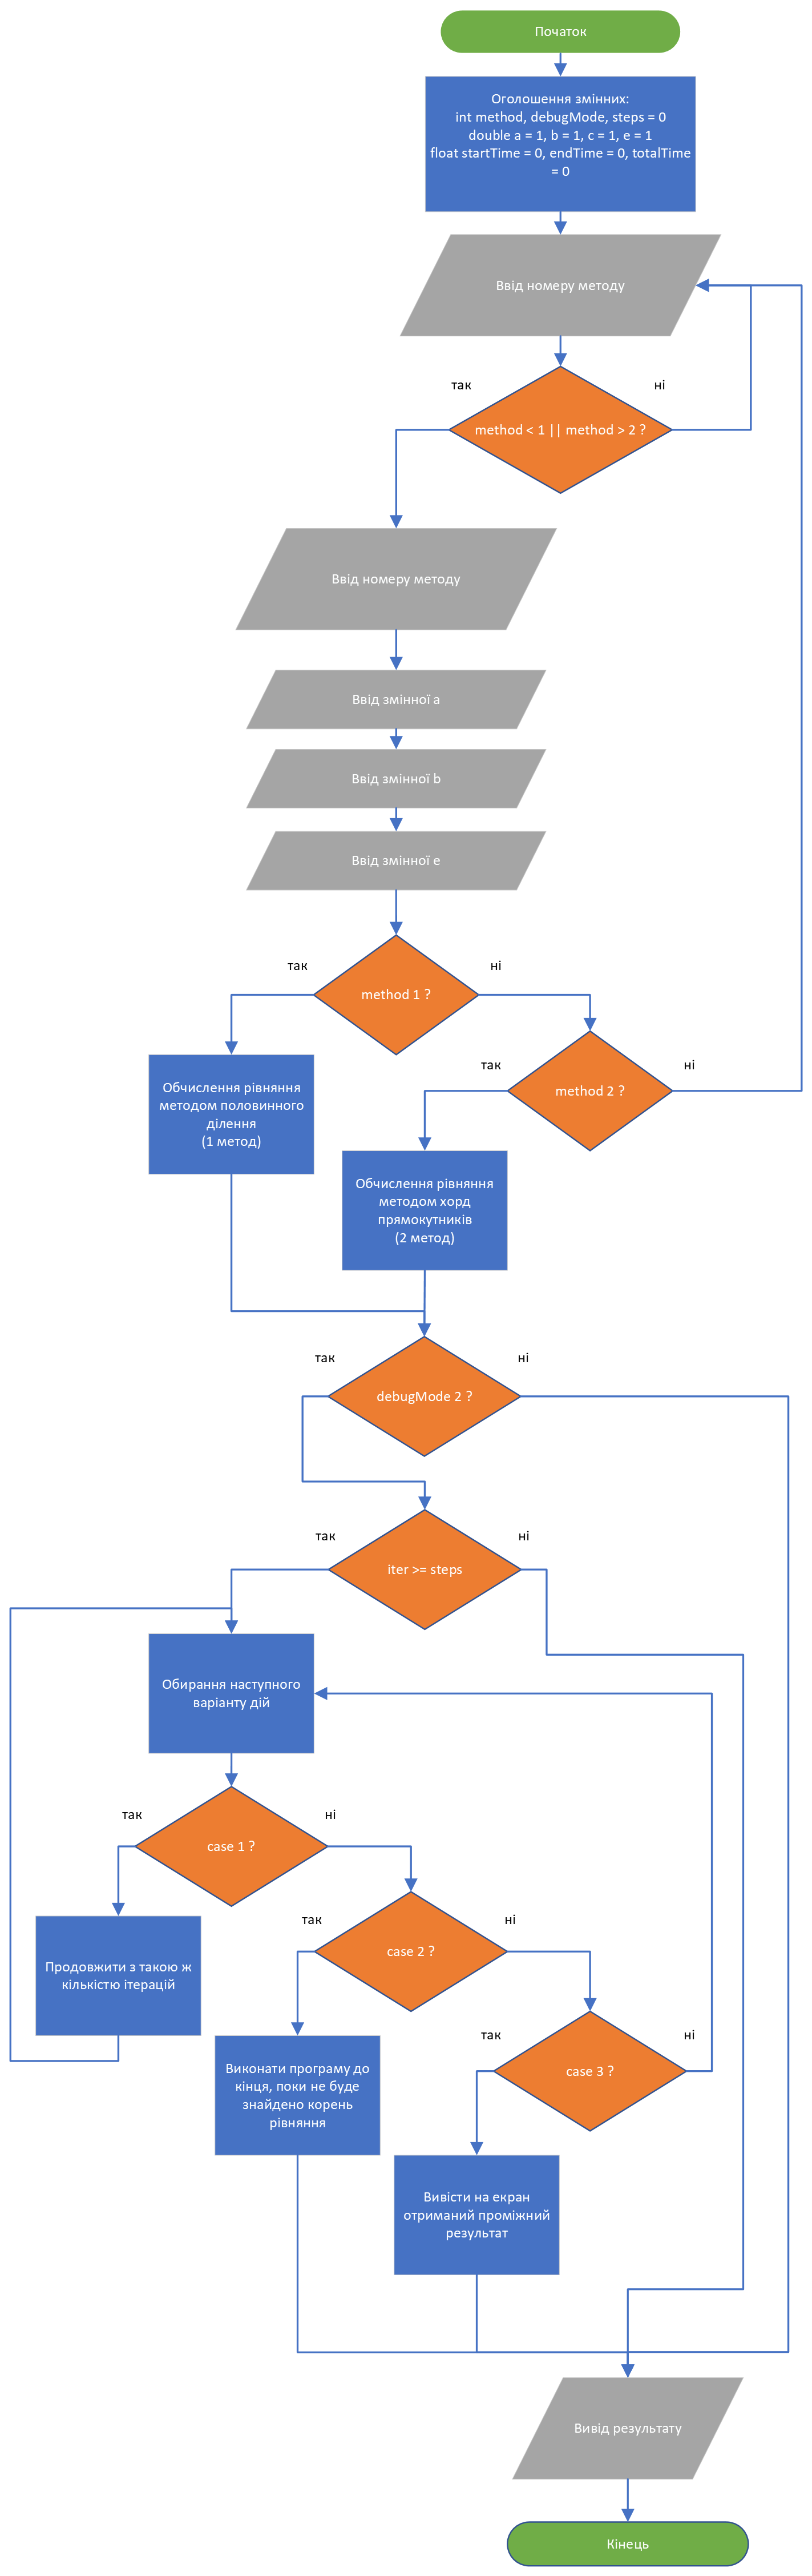 Початок
Оголошення змінних:
int method, debugMode, steps = 0
double a = 1, b = 1, c = 1, e = 1
float startTime = 0, endTime = 0, totalTime
= 0
Ввід номеру методу
так
ні
method < 1 || method > 2 ?
Ввід номеру методу
Ввід змінної a
Ввід змінної b
Ввід змінної e
так
ні
method 1 ?
так
ні
method 2 ?
Обчислення рівняння
методом половинного
ділення
(1 метод)
Обчислення рівняння
методом хорд
прямокутників
(2 метод)
так
ні
debugMode 2 ?
так
ні
iter >= steps
Обирання наступного
варіанту дій
так
ні
case 1 ?
так
ні
case 2 ?
Продовжити з такою ж
кількістю ітерацій
так
ні
case 3 ?
Виконати програму до
кінця, поки не буде
знайдено корень
рівняння
Вивісти на екран
отриманий проміжний
результат
Вивід результату
Кінець